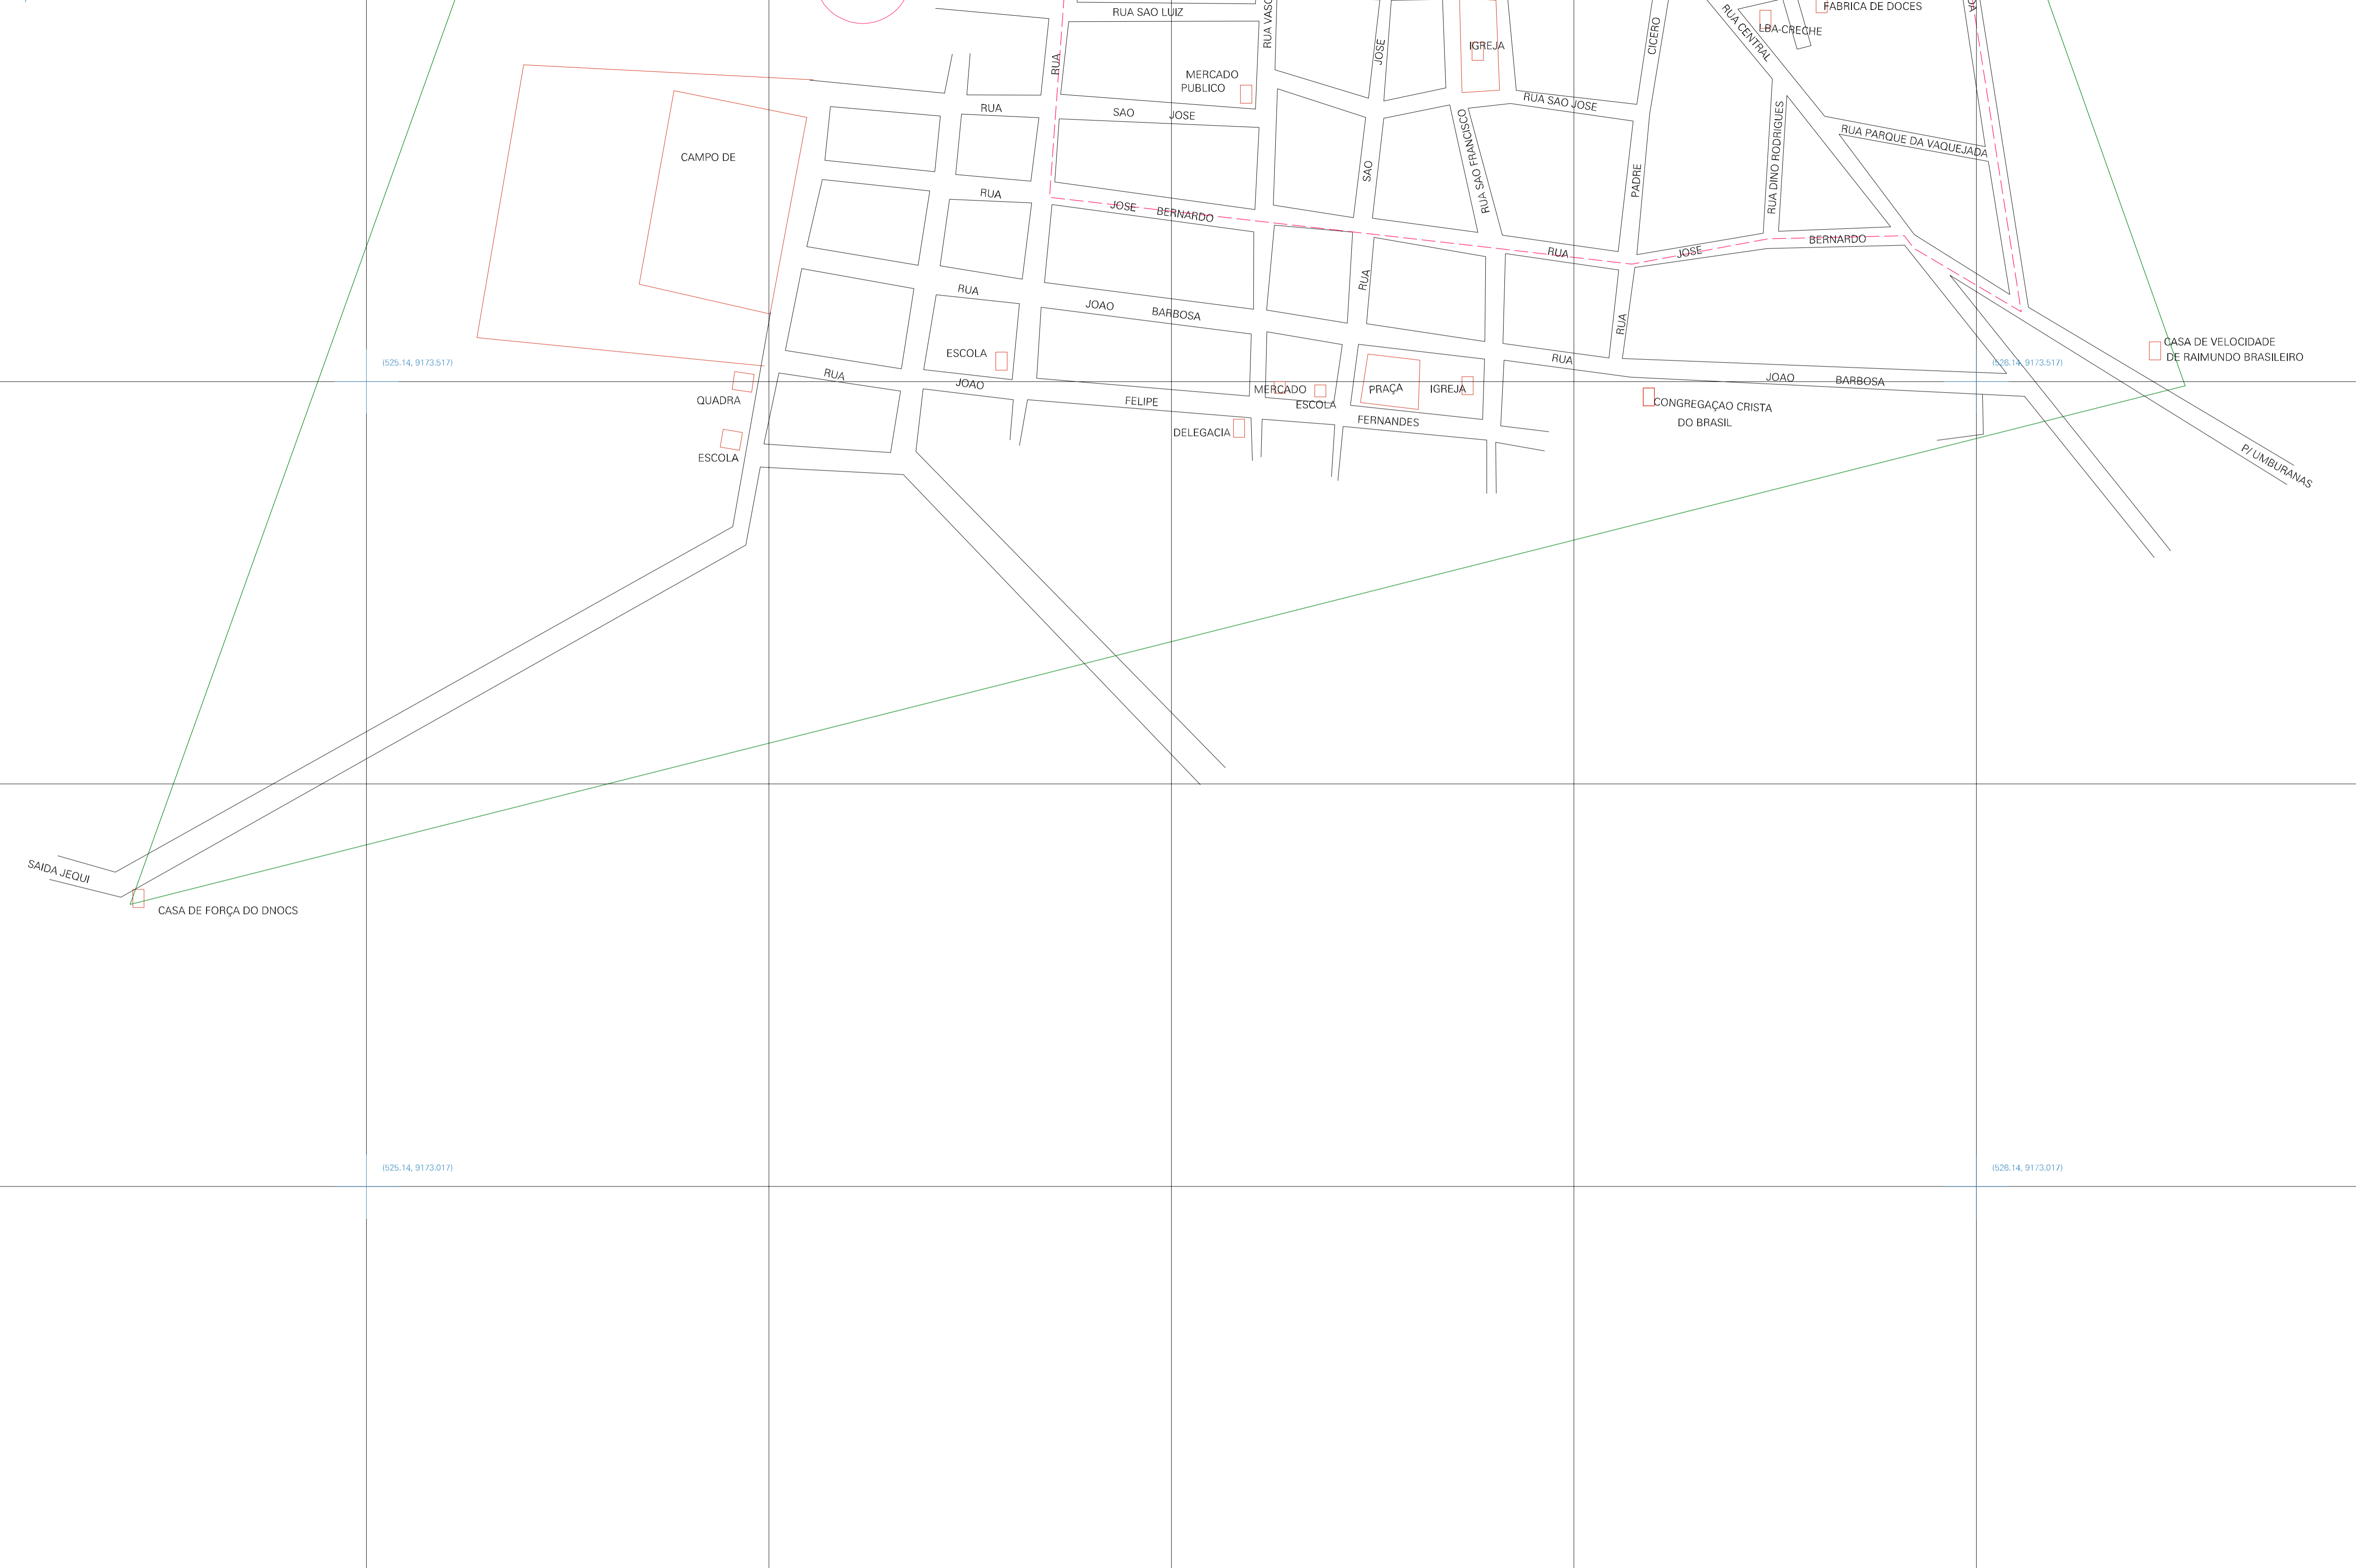 RUA SAO LUIZ
RUA VASC
JOSE
IGREJA
CICERO
RUA CENTRAL
LBA-CRECHE
FABRICA DE DOCES
RUA
MERCADO
PUBLICO
RUA
SAO
JOSE
RUA SAO JOSE
RUA PARQUE DA VAQUEJADA
CAMPO DE
RUA SAO FRANCISCO
RUA DINO RODRIGUES
SAO
PADRE
RUA
JOSE
BERNARDO
RUA
JOSE
BERNARDO
RUA
JOAO
BARBOSA
RUA
RUA
(525.14, 9173.517)
ESCOLA
RUA
(526.14, 9173.517)
CASA DE VELOCIDADE
DE RAIMUNDO BRASILEIRO
RUA
JOAO
JOAO
BARBOSA
QUADRA
FELIPE
MERCADO
ESCOLA
PRAÇA
IGREJA
CONGREGAÇAO CRISTA
DO BRASIL
DELEGACIA
FERNANDES
ESCOLA
P/ UMBURANAS
SAIDA JEQUI
CASA DE FORÇA DO DNOCS
(525.14, 9173.017)
(526.14, 9173.017)